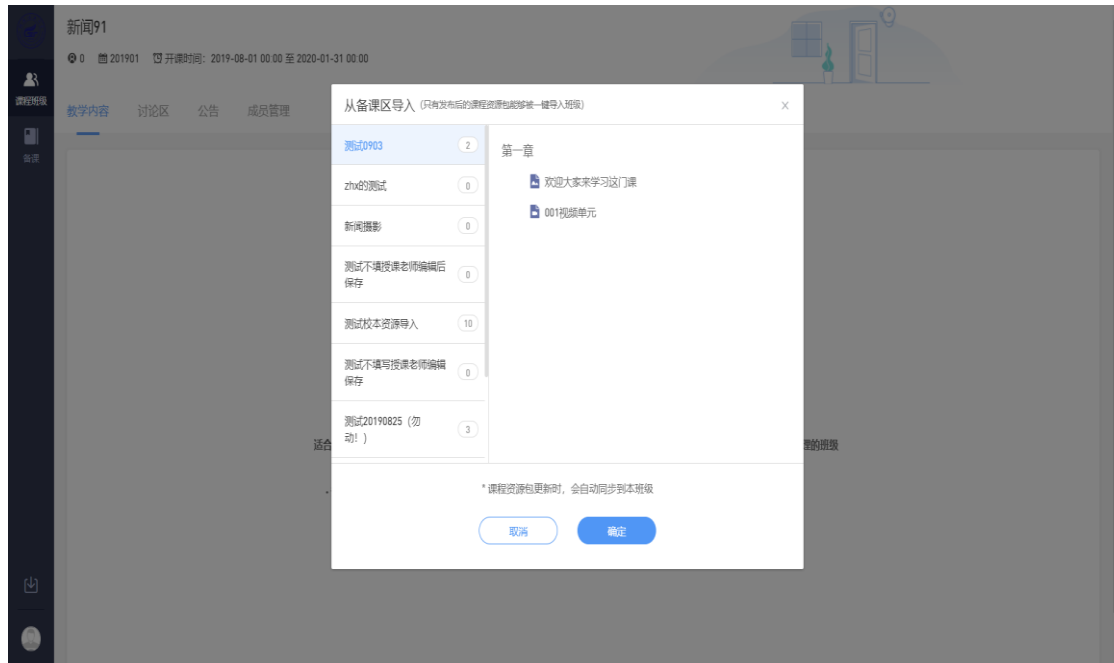 新闻91
0 201901 开课时间: 2019-08-01 00:00 至 2020-01-31 00:00
课程班级
备课
教学内容 讨论区 公告 成员管理
从备课区导入 (只有发布后的课程资源包能够被一键导入班级) X
测试0903 2
zhx的测试 0
新闻摄影 0
测试不填授课老师编辑后
保存 0
测试校本资源导入 10
测试不填写授课老师编辑
保存 0
测试20190825 (勿
动! ) 3
第一章
欢迎大家来学习这门课
001视频单元
适合
理的班级
* 课程资源包更新时, 会自动同步到本班级
取消 确定